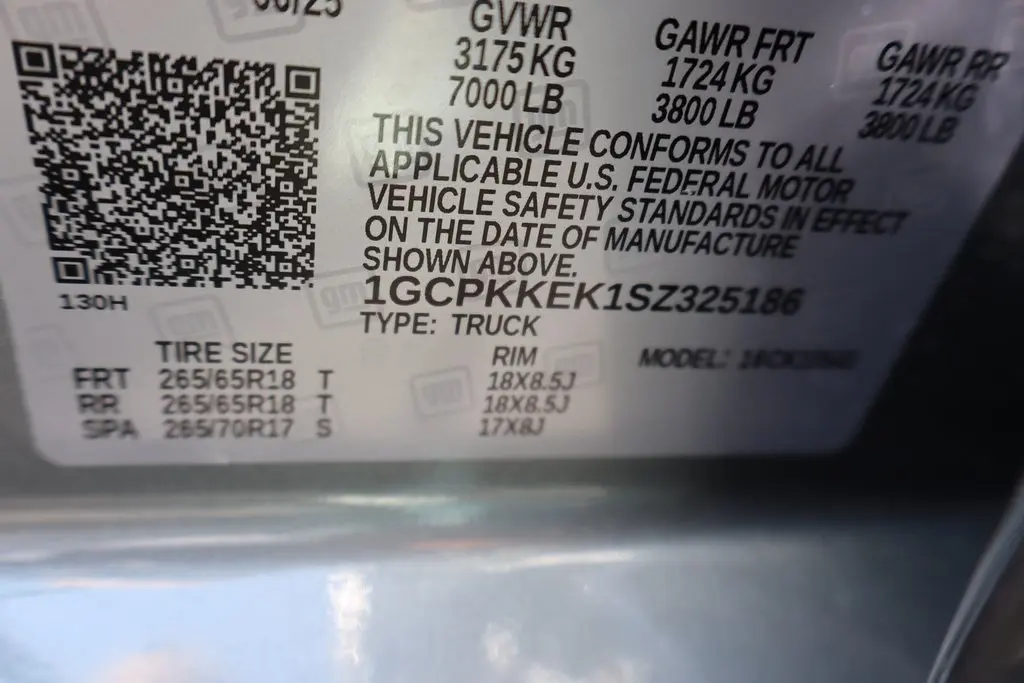 GVWR GAWR FRT GAWR RR
3175 KG 1724 KG 1724 KG
7000 LB 3800 LB 3800 LB
THIS VEHICLE CONFORMS TO ALL
APPLICABLE U.S. FEDERAL MOTOR
VEHICLE SAFETY STANDARDS IN EFFECT
ON THE DATE OF MANUFACTURE
SHOWN ABOVE.
130H
1GCPKKEK1SZ325186
TYPE: TRUCK
TIRE SIZE RIM MODEL:
FRT 265/65R18 T 18X8.5J
RR 265/65R18 T 18X8.5J
SPA 265/70R17 S 17X8J